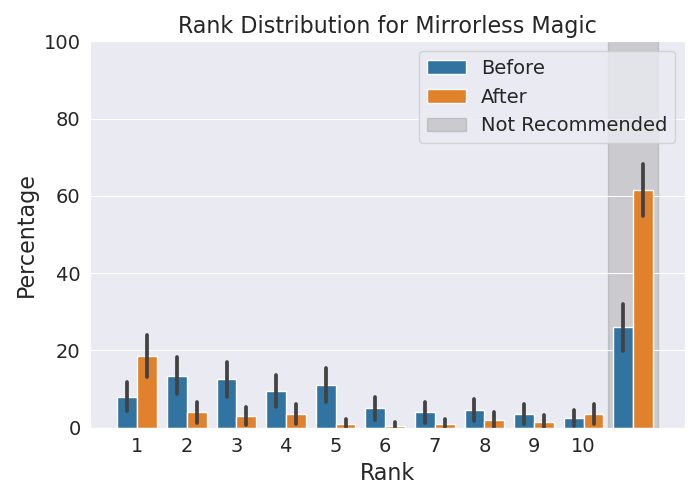 Rank Distribution for Mirrorless Magic
100
80
60
40
20
0
Percentage
Before
After
Not Recommended
1 2 3 4 5 6 7 8 9 10
Rank